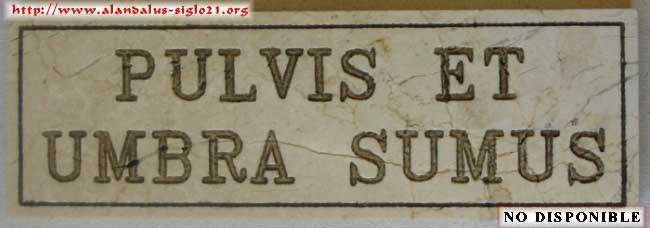 http://www.alandalus-siglo21.org
PULVIS ET
UMBRA SUMUS
NO DISPONIBLE